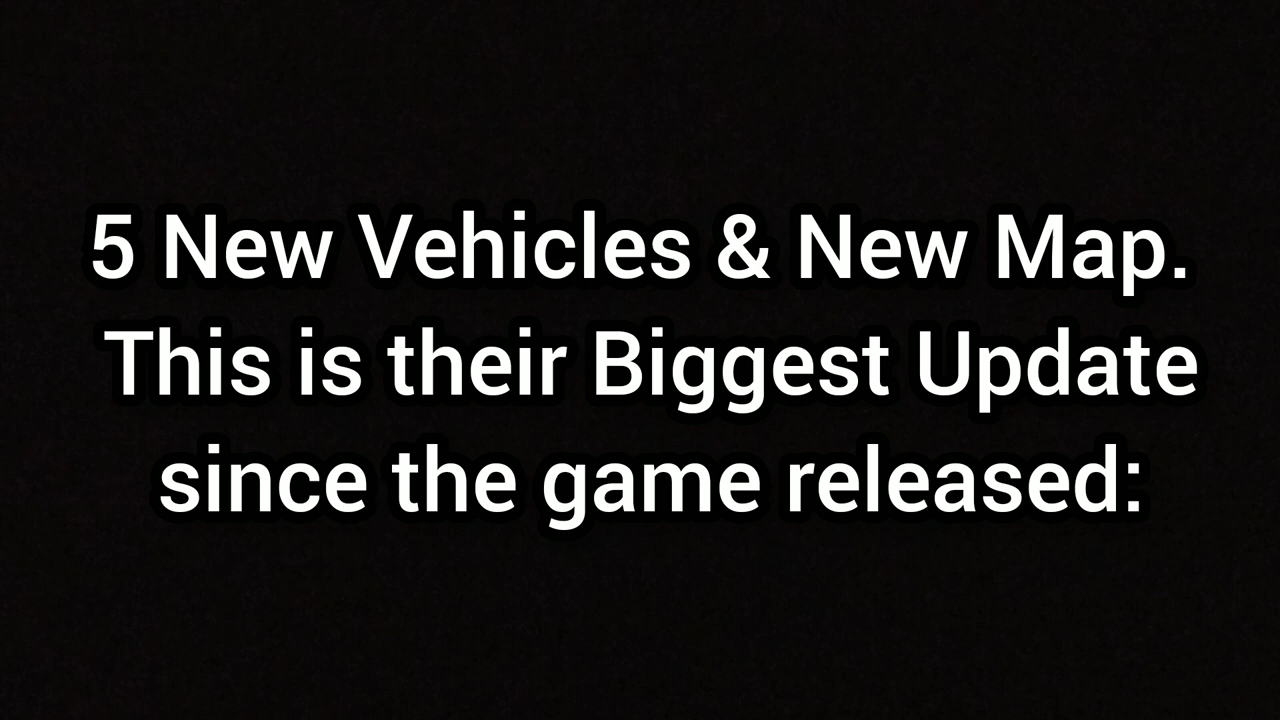 5 New Vehicles & New Map.
This is their Biggest Update
since the game released: